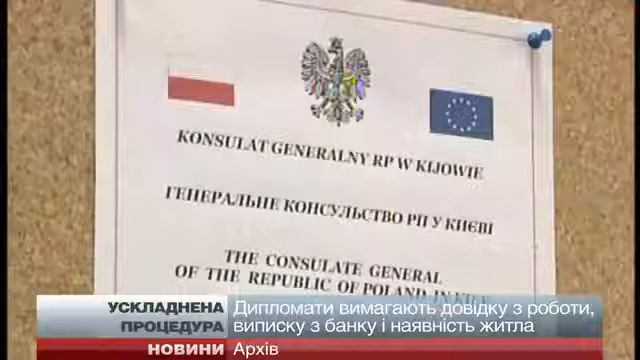 KONSULAT GENERALNY RP W KIJOWIE
ГЕНЕРАЛЬНЕ КОНСУЛЬСТВО РП У КИЄВІ
THE CONSULATE GENERAL
OF THE REPUBLIC OF POLAND IN
УСКЛАДНЕНА
ПРОЦЕДУРА
Дипломати вимагають довідку з роботи,
виписку з банку і наявність житла
НОВИНИ
Архів